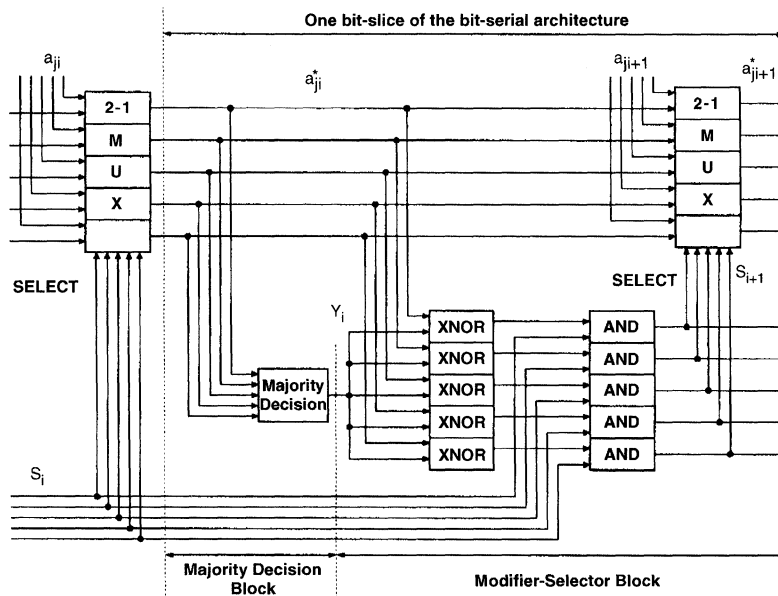 One bit-slice of the bit-serial architecture
a_ji
a*_ji
a_ji+1
a*_ji+1
2-1
M
U
X
2-1
M
U
X
SELECT
SELECT
S_i+1
Y_i
XNOR
XNOR
XNOR
XNOR
XNOR
AND
AND
AND
AND
AND
Majority
Decision
S_i
Majority Decision
Block
Modifier-Selector Block